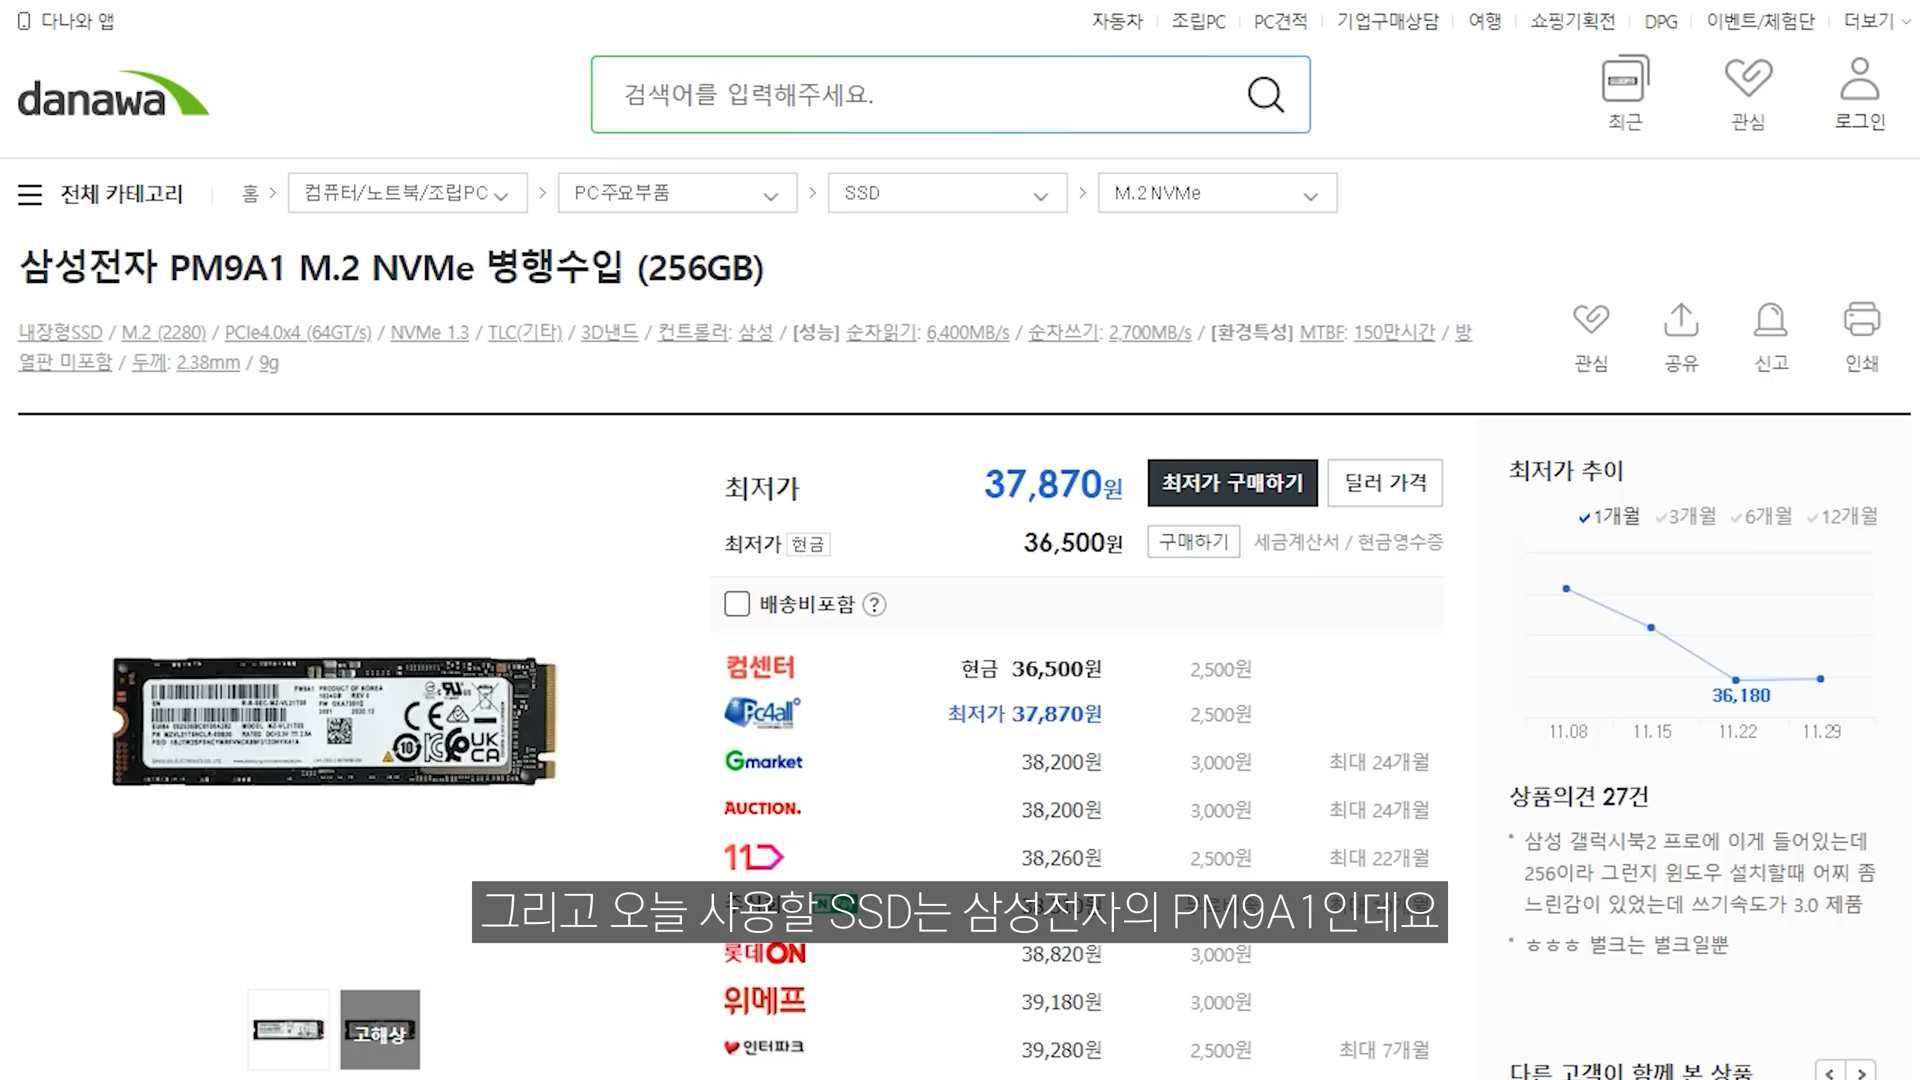 다나와 앱
자동차 조립PC PC견적 기업구매상담 여행 쇼핑기획전 DPG 이벤트/체험단 더보기
danawa
검색어를 입력해주세요.
최근 관심 로그인
전체 카테고리 홈 > 컴퓨터/노트북/조립PC > PC주요부품 > SSD > M.2 NVMe
삼성전자 PM9A1 M.2 NVMe 병행수입 (256GB)
내장형SSD / M.2 (2280) / PCIe4.0x4 (64GT/s) / NVMe 1.3 / TLC(기타) / 3D낸드 / 컨트롤러: 삼성 / [성능] 순차읽기: 6,400MB/s / 순차쓰기: 2,700MB/s / [환경특성] MTBF: 150만시간 / 방
열판 미포함 / 두께: 2.38mm / 9g
관심 공유 신고 인쇄
최저가 37,870원 최저가 구매하기 딜러 가격
최저가 현금 36,500원 구매하기 세금계산서 / 현금영수증
배송비포함 ?
컴센터 현금 36,500원 2,500원
Pc4all 최저가 37,870원 2,500원
Gmarket 38,200원 3,000원 최대 24개월
AUCTION. 38,200원 3,000원 최대 24개월
11 38,260원 2,500원 최대 22개월
그리고 오늘 사용할 SSD는 삼성전자의 PM9A1인데요
롯데ON 38,820원 3,000원
위메프 39,180원 3,000원
인터파크 39,280원 2,500원 최대 7개월
고해상
최저가 추이
1개월 3개월 6개월 12개월
36,180
11.08 11.15 11.22 11.29
상품의견 27건
삼성 갤럭시북2 프로에 이게 들어있는데
256이라 그런지 윈도우 설치할때 어찌 좀
느린감이 있었는데 쓰기속도가 3.0 제품
ㅎㅎㅎ 벌크는 벌크일뿐
다른 고객이 함께 본 상품